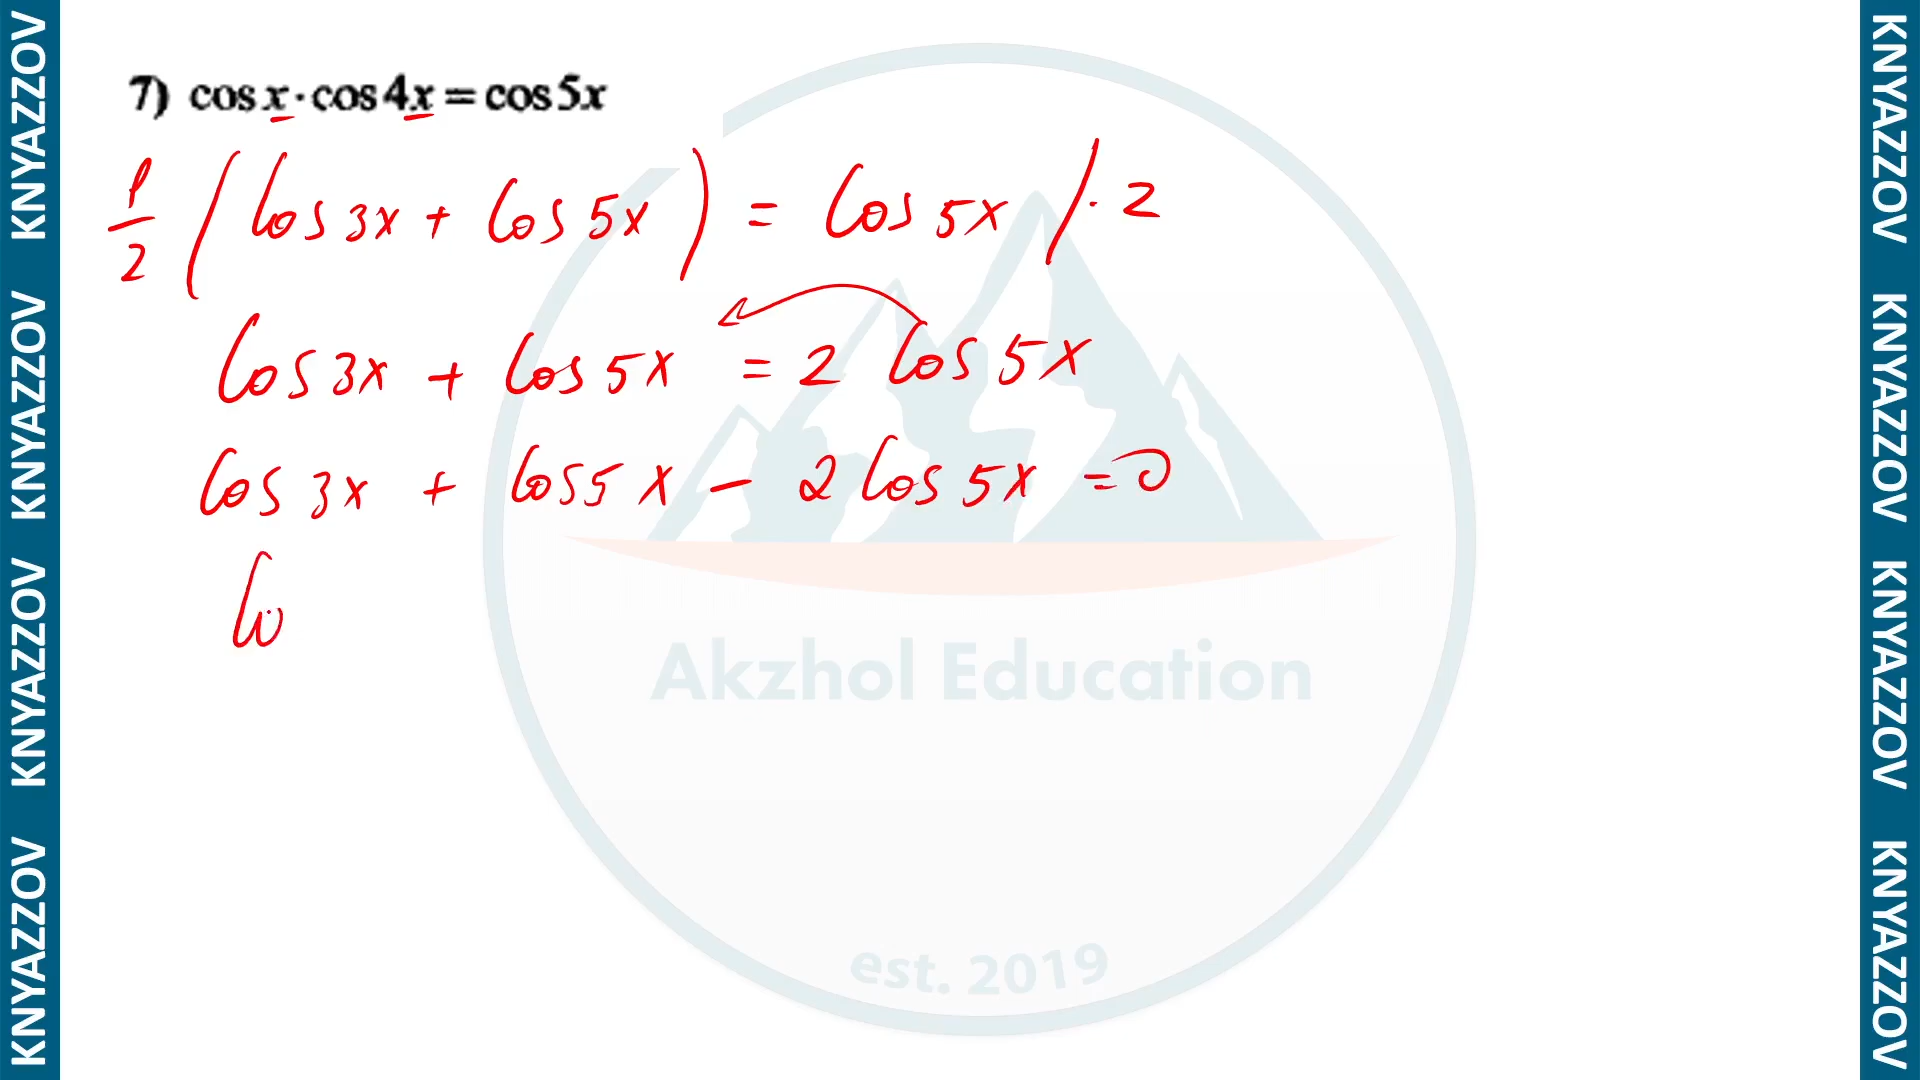 7) cos x · cos 4x = cos 5x
1/2 (cos 3x + cos 5x) = cos 5x / · 2
cos 3x + cos 5x = 2 cos 5x
cos 3x + cos 5x - 2 cos 5x = 0
co
Akzhol Education
est. 2019
KNYAZZOV KNYAZZOV KNYAZZOV KNYAZZOV
KNYAZZOV KNYAZZOV KNYAZZOV KNYAZZOV